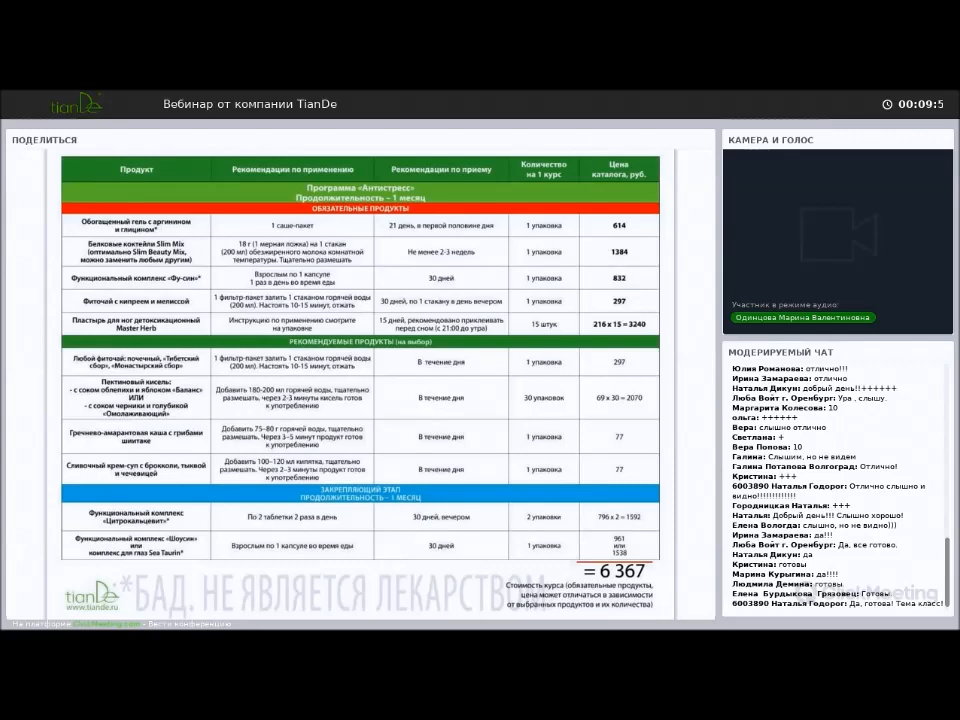 tianDe
Вебинар от компании TianDe
00:09:5
ПОДЕЛИТЬСЯ
Продукт
Рекомендации по применению
Рекомендации по приему
Количество
на 1 курс
Цена
каталога, руб.
Программа «Антистресс»
Продолжительность – 1 месяц
ОБЯЗАТЕЛЬНЫЕ ПРОДУКТЫ
Обогащенный гель с аргинином
и глицином*
1 саше-пакет
21 день, в первой половине дня
1 упаковка
614
Белковые коктейли Slim Mix
(оптимально Slim Beauty Mix,
можно заменить любым другим)
18 г (1 мерная ложка) на 1 стакан
(200 мл) обезжиренного молока комнатной
температуры. Тщательно размешать
Не менее 2-3 недель
1 упаковка
1384
Функциональный комплекс «Фу-син»*
Взрослым по 1 капсуле
1 раз в день во время еды
30 дней
1 упаковка
832
Фиточай с кипреем и мелиссой
1 фильтр-пакет запить 1 стаканом горячей воды
(200 мл). Настоять 10-15 минут, отжать
30 дней, по 1 стакану в день вечером
1 упаковка
297
Пластырь для ног детоксикационный
Master Herb
Инструкцию по применению смотрите
на упаковке
15 дней, рекомендовано приклеивать
перед сном (с 21:00 до утра)
15 штук
216 x 15 = 3240
РЕКОМЕНДУЕМЫЕ ПРОДУКТЫ (на выбор)
Любой фиточай: почечный, «Тибетский
сбор», «Монастырский сбор»
1 фильтр-пакет запить 1 стаканом горячей воды
(200 мл). Настоять 10-15 минут, отжать
В течение дня
1 упаковка
297
Пектиновый кисель:
- с соком облепихи и яблоком «Баланс»
ИЛИ
- с соком черники и голубикой
«Омолаживающий»
Добавить 180-200 мл горячей воды, тщательно
размешать, через 2-3 минуты кисель готов
к употреблению
В течение дня
30 упаковок
69 x 30 = 2070
Гречнево-амарантовая каша с грибами
шиитаке
Добавить 75–80 г горячей воды, тщательно
размешать. Через 3–5 минут продукт готов
к употреблению
В течение дня
1 упаковка
77
Сливочный крем-суп с брокколи, тыквой
и чечевицей
Добавить 100–120 мл кипятка, тщательно
размешать. Через 2–3 минуты продукт готов
к употреблению
В течение дня
1 упаковка
77
ЗАКРЕПЛЯЮЩИЙ ЭТАП
ПРОДОЛЖИТЕЛЬНОСТЬ – 1 МЕСЯЦ
Функциональный комплекс
«Цитрокальцевит»*
По 2 таблетки 2 раза в день
30 дней, вечером
2 упаковки
796 x 2 = 1592
Функциональный комплекс «Шоусин»
или
комплекс для глаз Sea Taurin*
Взрослым по 1 капсуле во время еды
30 дней
1 упаковка
961
или
1538
= 6 367
Стоимость курса (обязательные продукты,
цена может отличаться в зависимости
от выбранных продуктов и их количества)
tianDe
www.tiande.ru
*БАД. НЕ ЯВЛЯЕТСЯ ЛЕКАРСТВ
На платформе ClickMeeting.com - Вести конференцию
КАМЕРА И ГОЛОС
Участник в режиме аудио:
Одинцова Марина Валентиновна
МОДЕРИРУЕМЫЙ ЧАТ
Юлия Романова: отлично!!!
Ирина Замараева: отлично
Наталья Дикун: добрый день!!++++++
Люба Войт г. Оренбург: Ура , слышу.
Маргарита Колесова: 10
ольга: ++++++
Вера: слышно отлично
Светлана: +
Вера Попова: 10
Галина: Слышим, но не видем
Галина Потапова Волгоград: Отлично!
Кристина: +++
6003890 Наталья Годорог: Отлично слышно и
видно!!!!!!!!!!!!!
Городницкая Наталья: +++
Наталья: Добрый день!!! Слышно хорошо!
Елена Вологда: слышно, но не видно)))
Ирина Замараева: да!!!
Люба Войт г. Оренбург: Да, все готово.
Наталья Дикун: да
Кристина: готовы
Марина Курыгина: да!!!!
Людмила Демина: готовы
Елена Бурдыкова Грязовец: Готовы
6003890 Наталья Годорог: Да, готова! Тема класс!